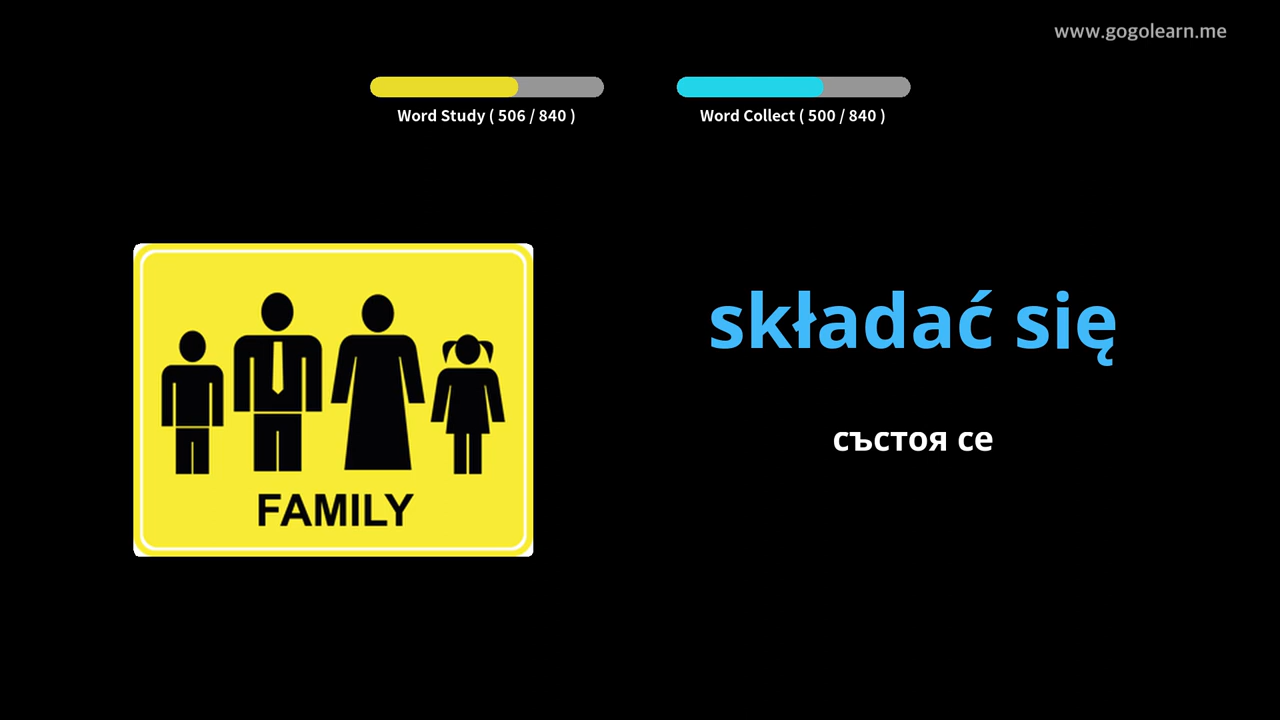 www.gogolearn.me
Word Study ( 506 / 840 )
Word Collect ( 500 / 840 )
FAMILY
składać się
състоя се